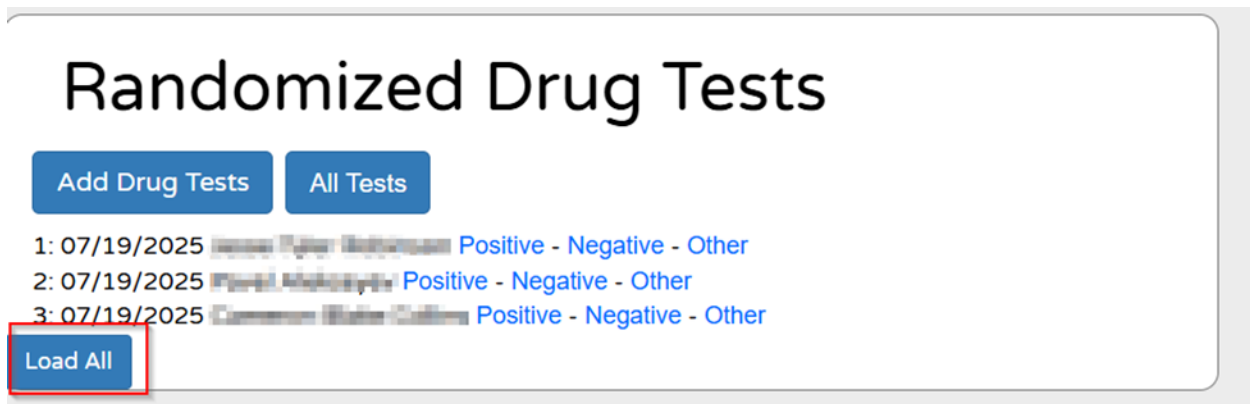 Randomized Drug Tests
Add Drug Tests All Tests
1: 07/19/2025 Positive - Negative - Other
2: 07/19/2025 Positive - Negative - Other
3: 07/19/2025 Positive - Negative - Other
Load All